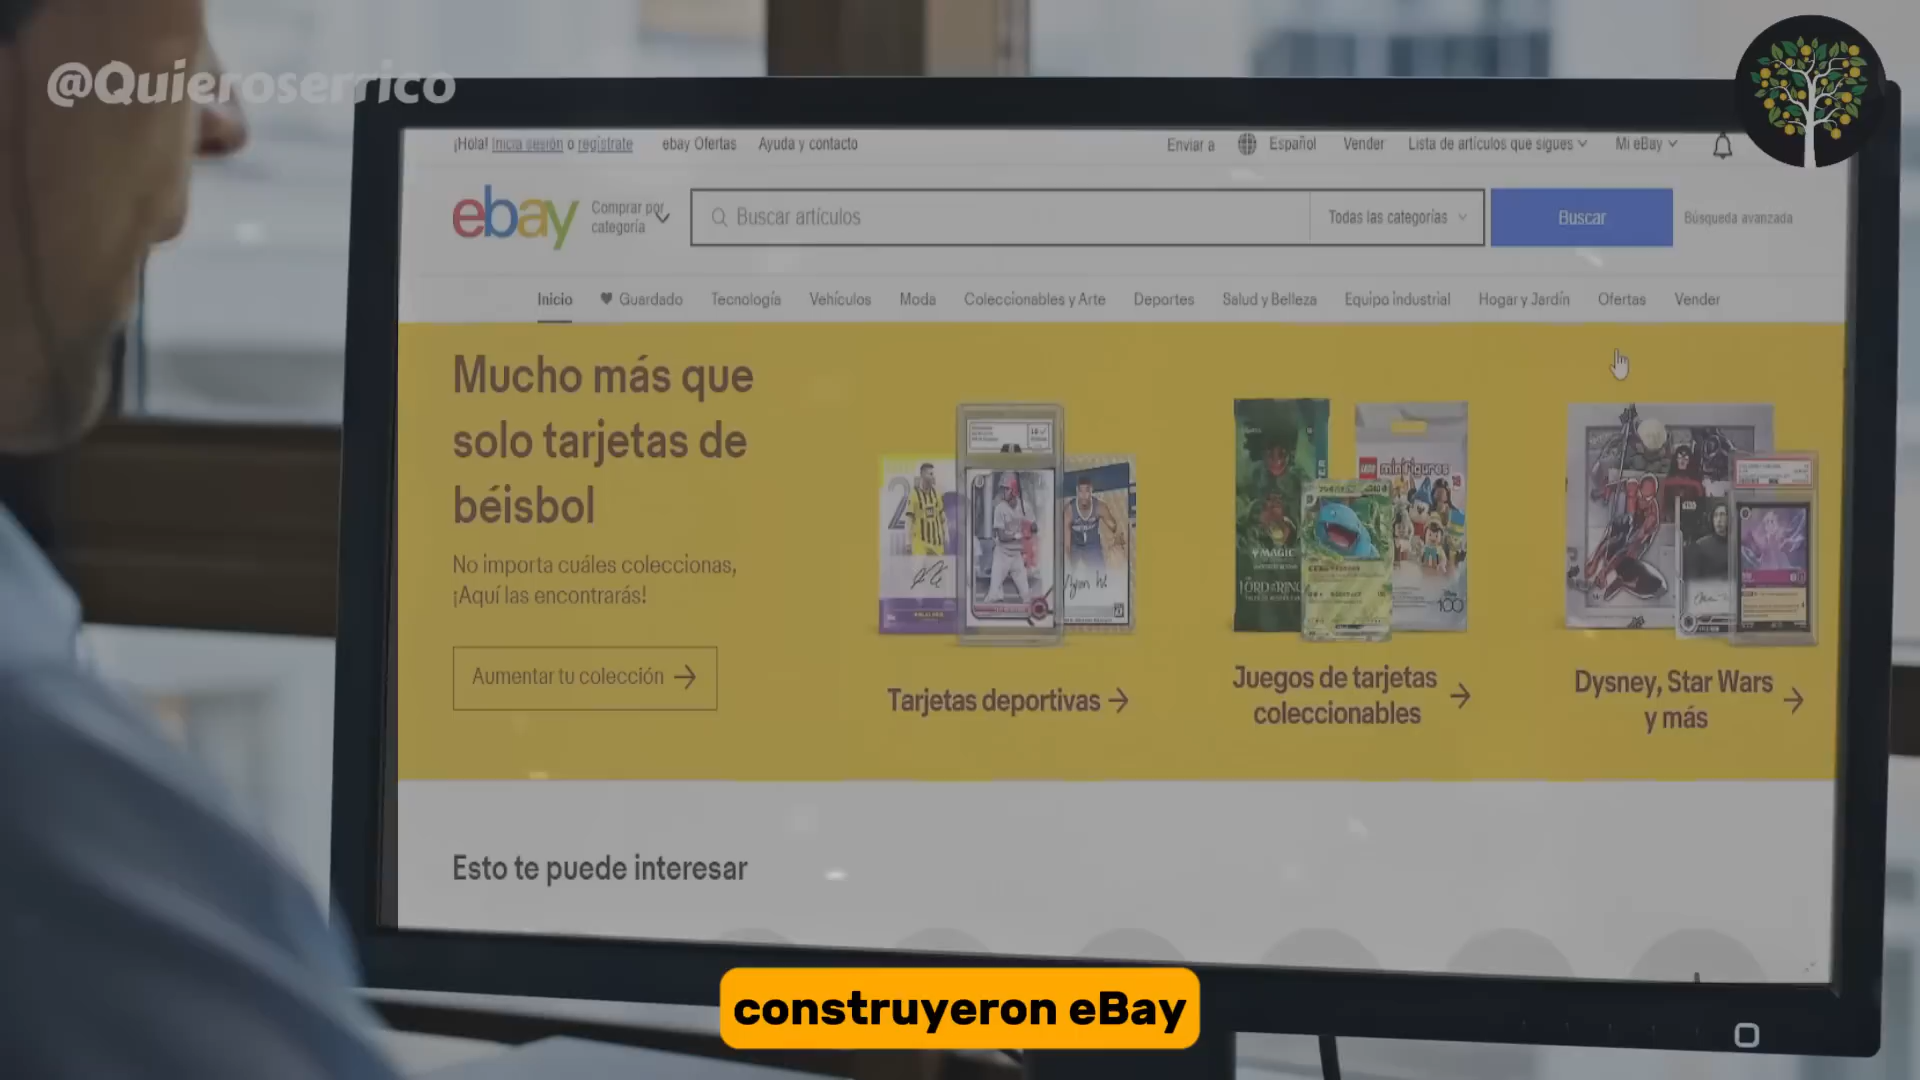 @Quieroserrico
¡Hola! Inicia sesión o regístrate
ebay Ofertas
Ayuda y contacto
Enviar a
Español
Vender
Lista de artículos que sigues
Mi eBay
ebay
Comprar por
categoría
Buscar artículos
Todas las categorías
Buscar
Búsqueda avanzada
Inicio
Guardado
Tecnología
Vehículos
Moda
Coleccionables y Arte
Deportes
Salud y Belleza
Equipo industrial
Hogar y Jardín
Ofertas
Vender
Mucho más que
solo tarjetas de
béisbol
No importa cuáles coleccionas,
¡Aquí las encontrarás!
Aumentar tu colección
LEGO minifigures
MAGIC
100
Tarjetas deportivas
Juegos de tarjetas
coleccionables
Dysney, Star Wars
y más
Esto te puede interesar
construyeron eBay